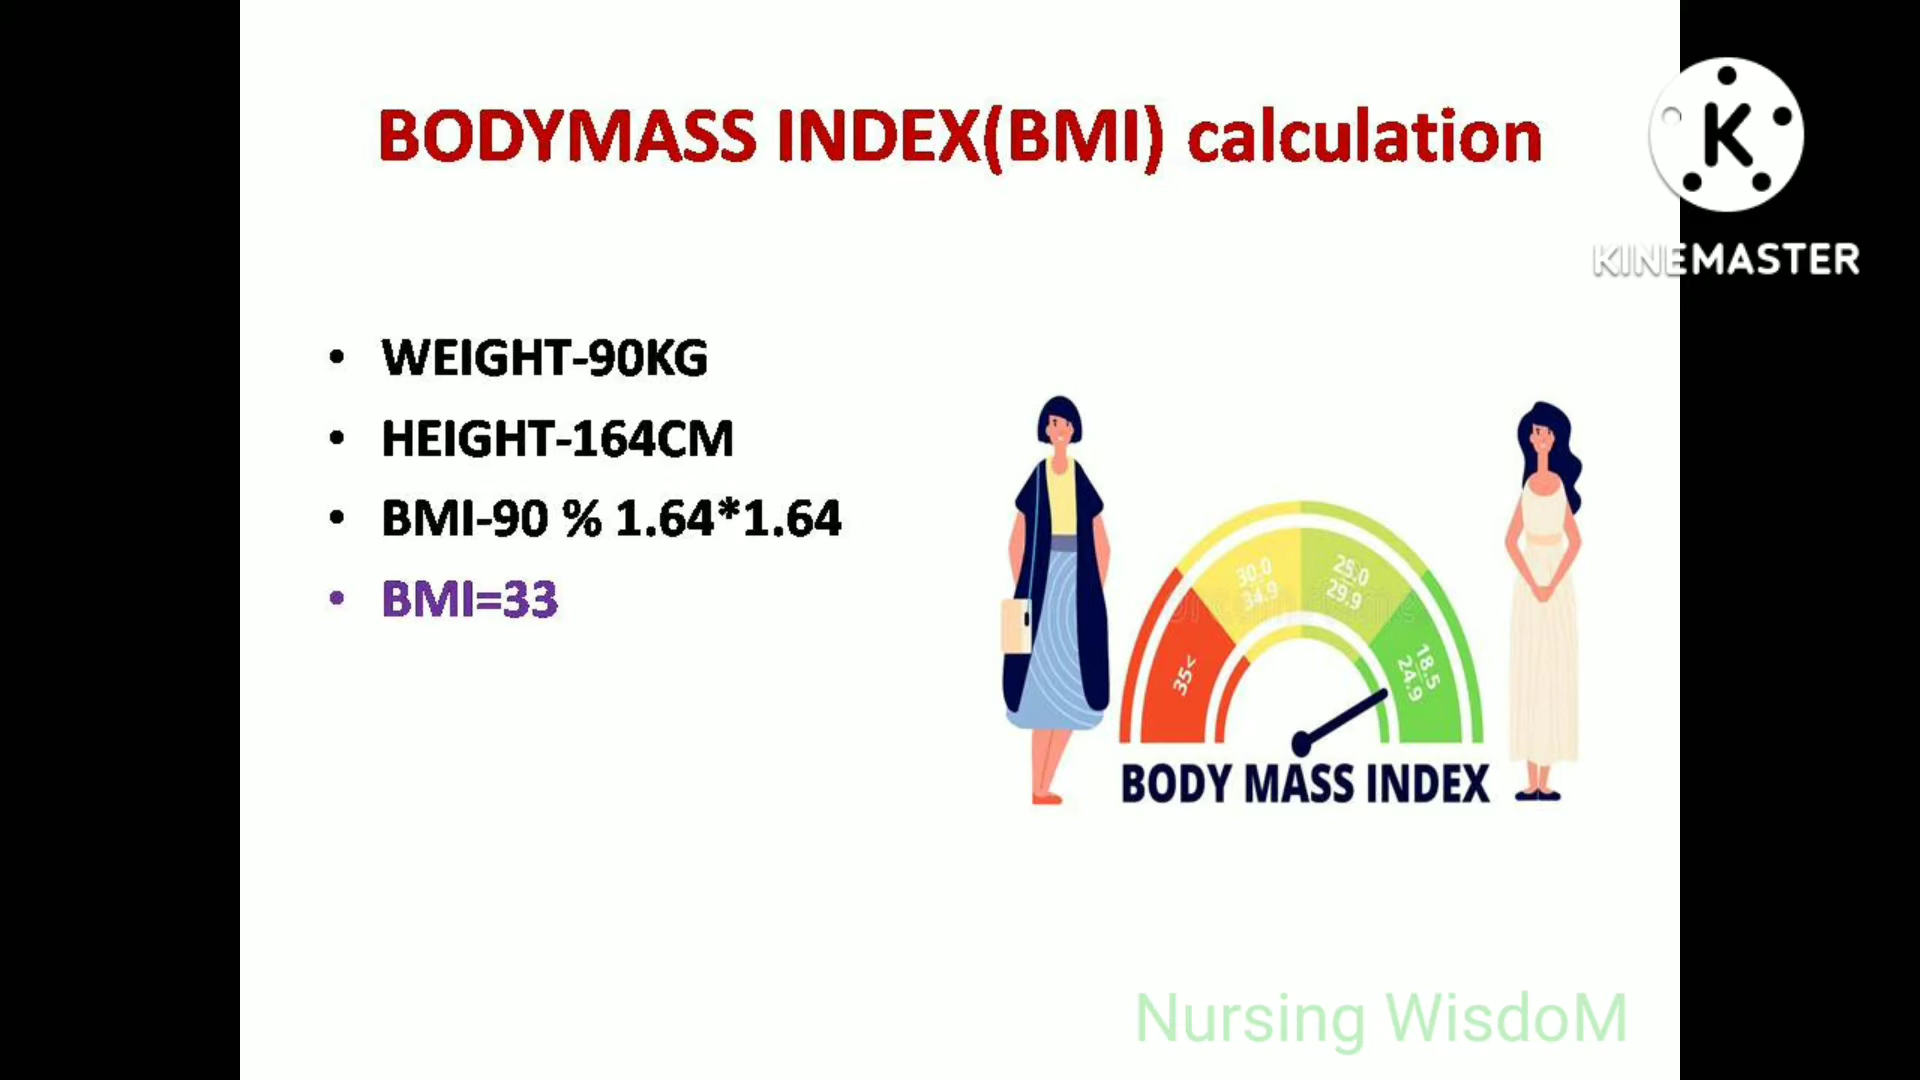 BODYMASS INDEX(BMI) calculation
K
KINEMASTER
• WEIGHT-90KG
• HEIGHT-164CM
• BMI-90 % 1.64*1.64
• BMI=33
30.0
34.9
25.0
29.9
35<
18.5
24.9
BODY MASS INDEX
Nursing WisdoM